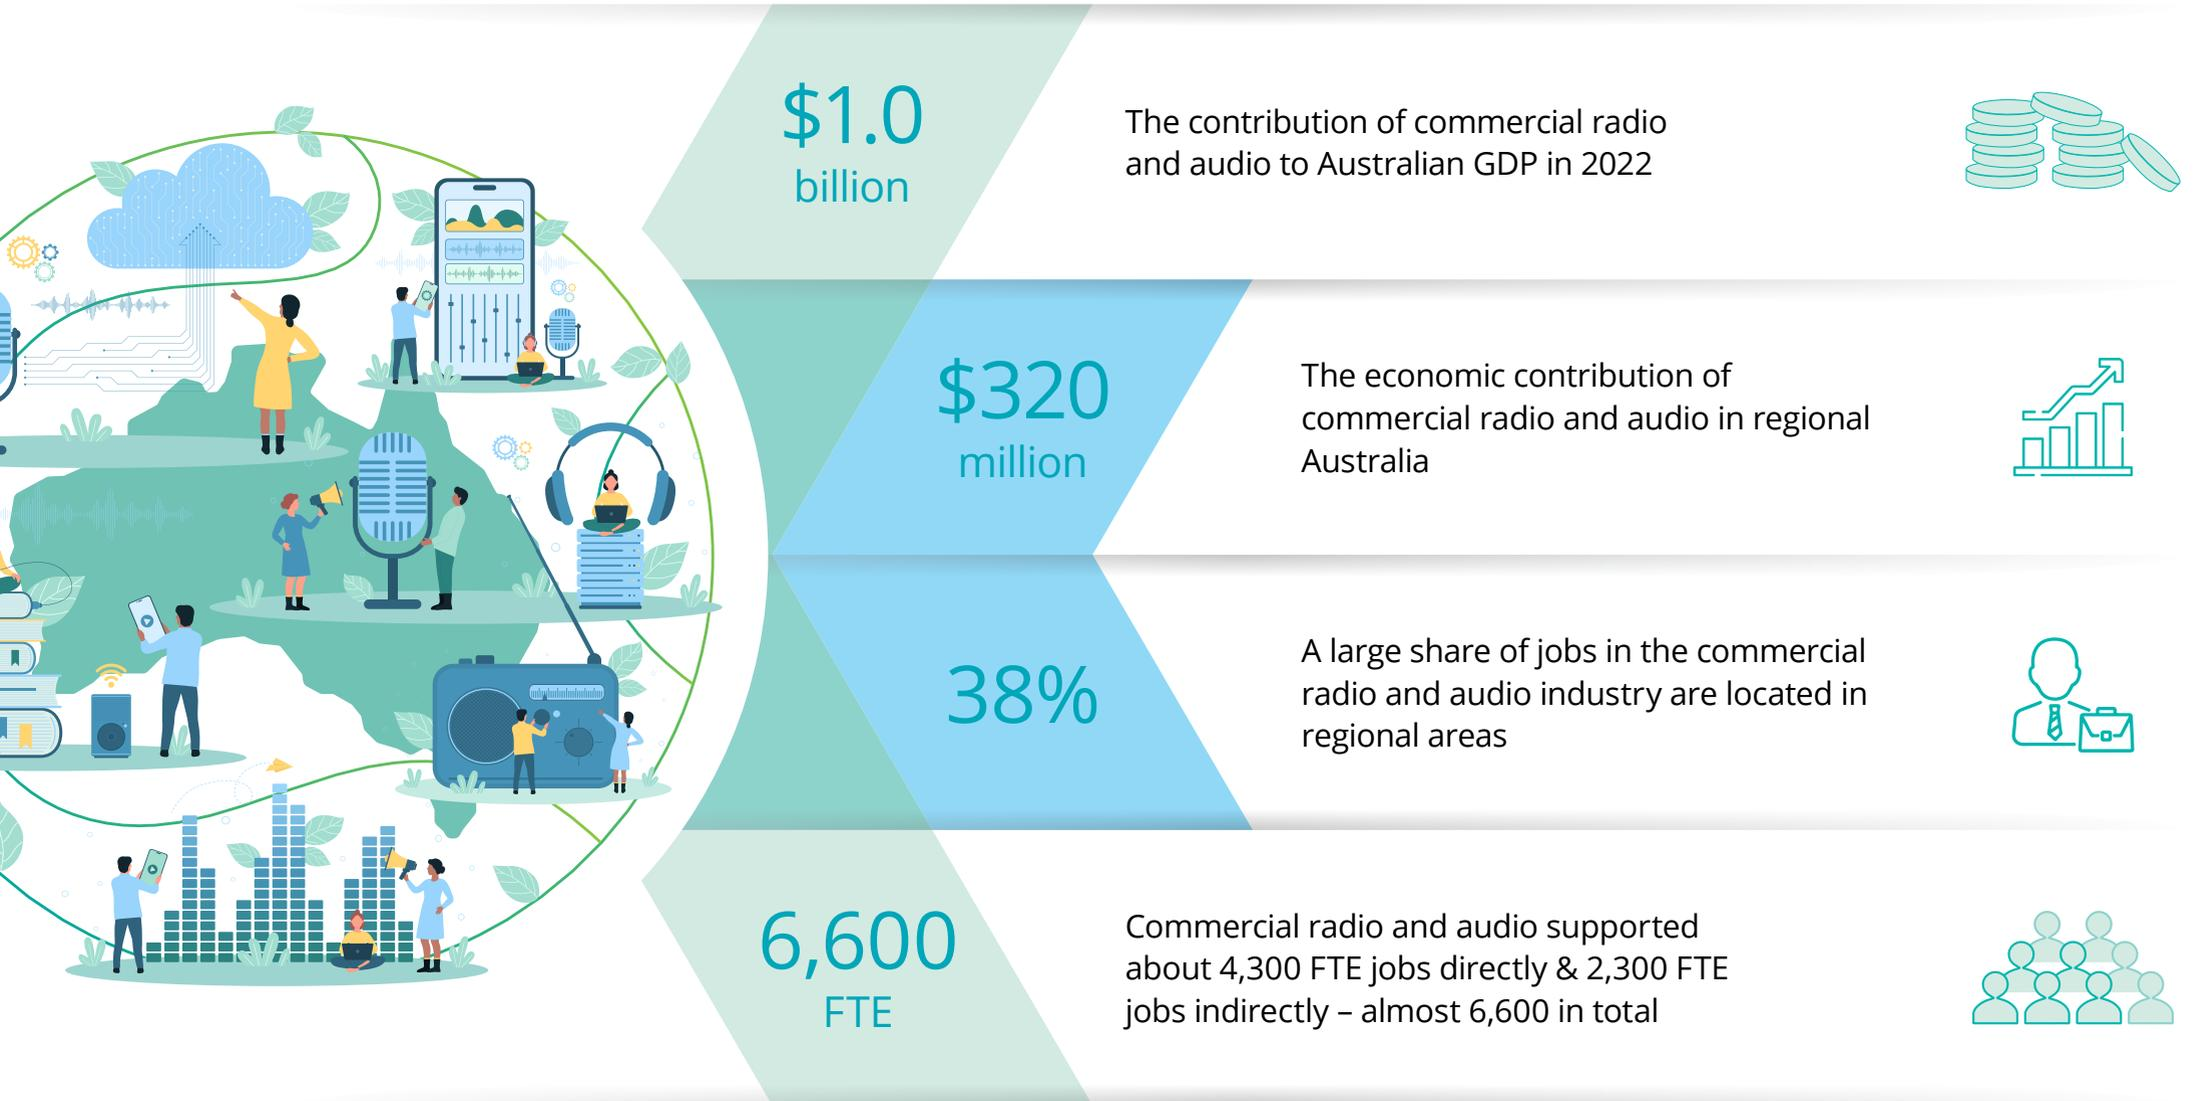 $1.0
billion
The contribution of commercial radio
and audio to Australian GDP in 2022
$320
million
The economic contribution of
commercial radio and audio in regional
Australia
38%
A large share of jobs in the commercial
radio and audio industry are located in
regional areas
6,600
FTE
Commercial radio and audio supported
about 4,300 FTE jobs directly & 2,300 FTE
jobs indirectly – almost 6,600 in total